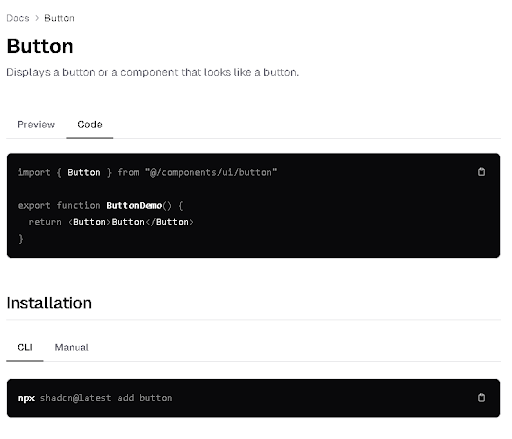 Docs > Button
Button
Displays a button or a component that looks like a button.
Preview Code
import { Button } from "@/components/ui/button"
export function ButtonDemo() {
  return <Button>Button</Button>
}
Installation
CLI Manual
npx shadcn@latest add button